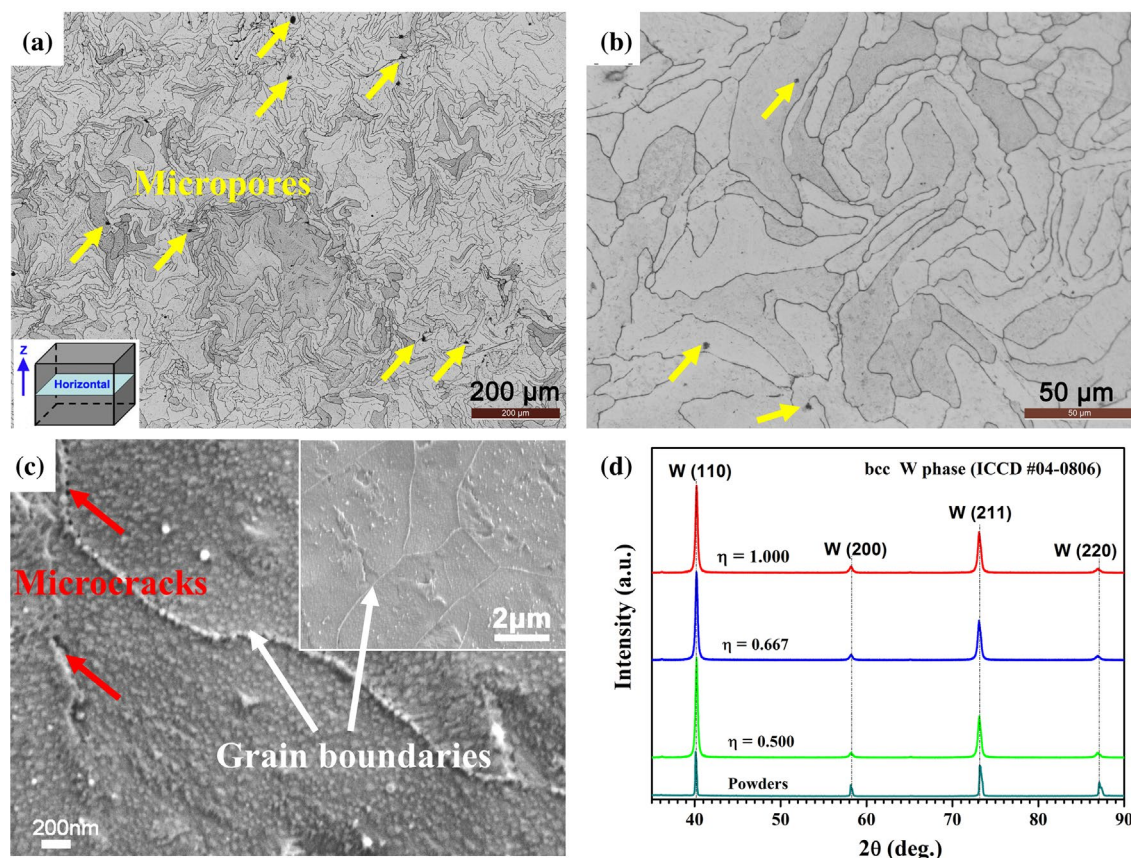 (a)
Micropores
z
Horizontal
200 µm
200 µm
(b)
50 µm
50 µm
(c)
Microcracks
2µm
Grain boundaries
200nm
(d)
W (110)
bcc W phase (ICCD #04-0806)
W (211)
W (200)
W (220)
η = 1.000
η = 0.667
η = 0.500
Powders
Intensity (a.u.)
40 50 60 70 80 90
2θ (deg.)